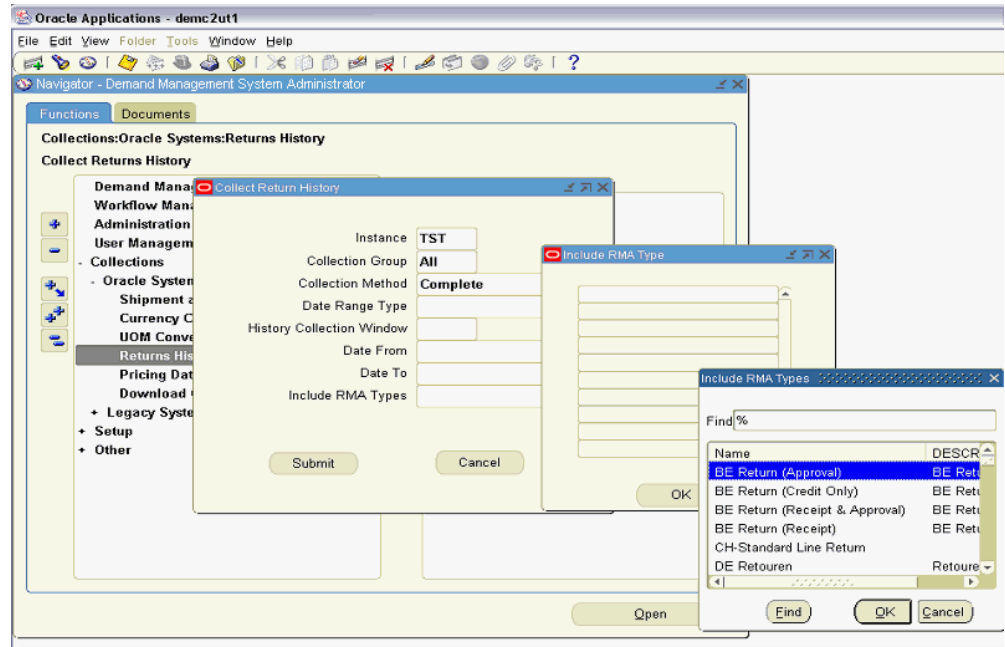 Oracle Applications - demc2ut1
File Edit View Folder Tools Window Help
Navigator - Demand Management System Administrator
Functions Documents
Collections:Oracle Systems:Returns History
Collect Returns History
Demand Mana
Workflow Mana
Administration
User Managem
- Collections
- Oracle System
Shipment a
Currency C
UOM Conve
Returns His
Pricing Dat
Download
+ Legacy Syste
+ Setup
+ Other
Open
Collect Return History
Instance TST
Collection Group All
Collection Method Complete
Date Range Type
History Collection Window
Date From
Date To
Include RMA Types
Submit Cancel
Include RMA Type
OK
Include RMA Types
Find %
Name DESCR
BE Return (Approval) BE Retu
BE Return (Credit Only) BE Retu
BE Return (Receipt & Approval) BE Retu
BE Return (Receipt) BE Retu
CH-Standard Line Return
DE Retouren Retoure
Find OK Cancel